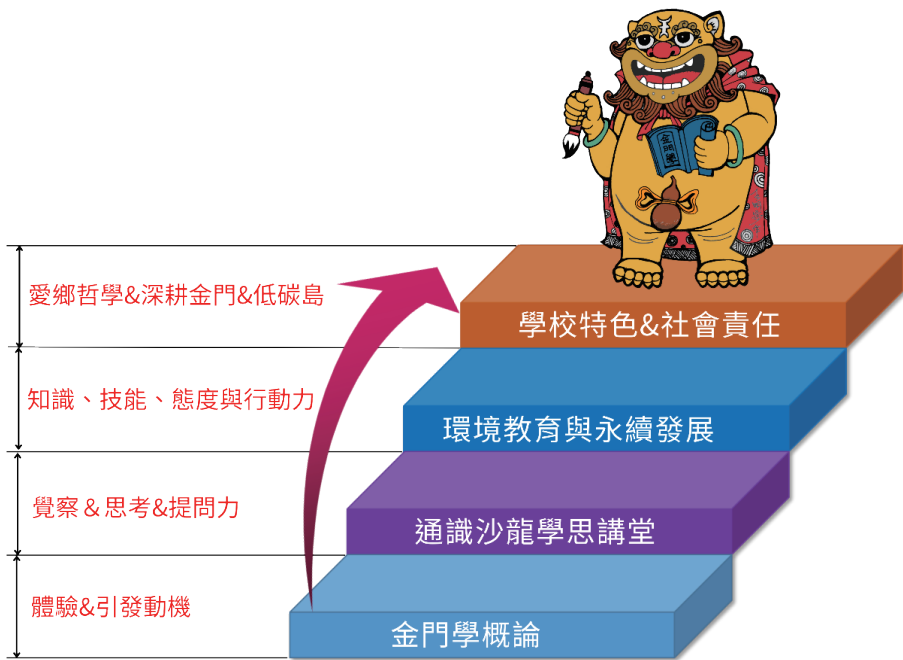 金門學
愛鄉哲學&深耕金門&低碳島
學校特色&社會責任
知識、技能、態度與行動力
環境教育與永續發展
覺察＆思考&提問力
通識沙龍學思講堂
體驗&引發動機
金門學概論